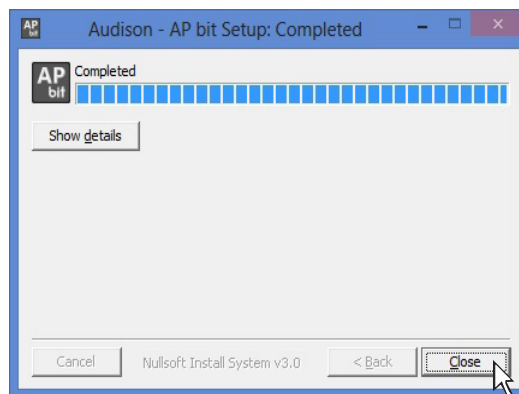 AP
bit
Audison - AP bit Setup: Completed
AP
bit
Completed
Show details
Cancel
Nullsoft Install System v3.0
< Back
Close